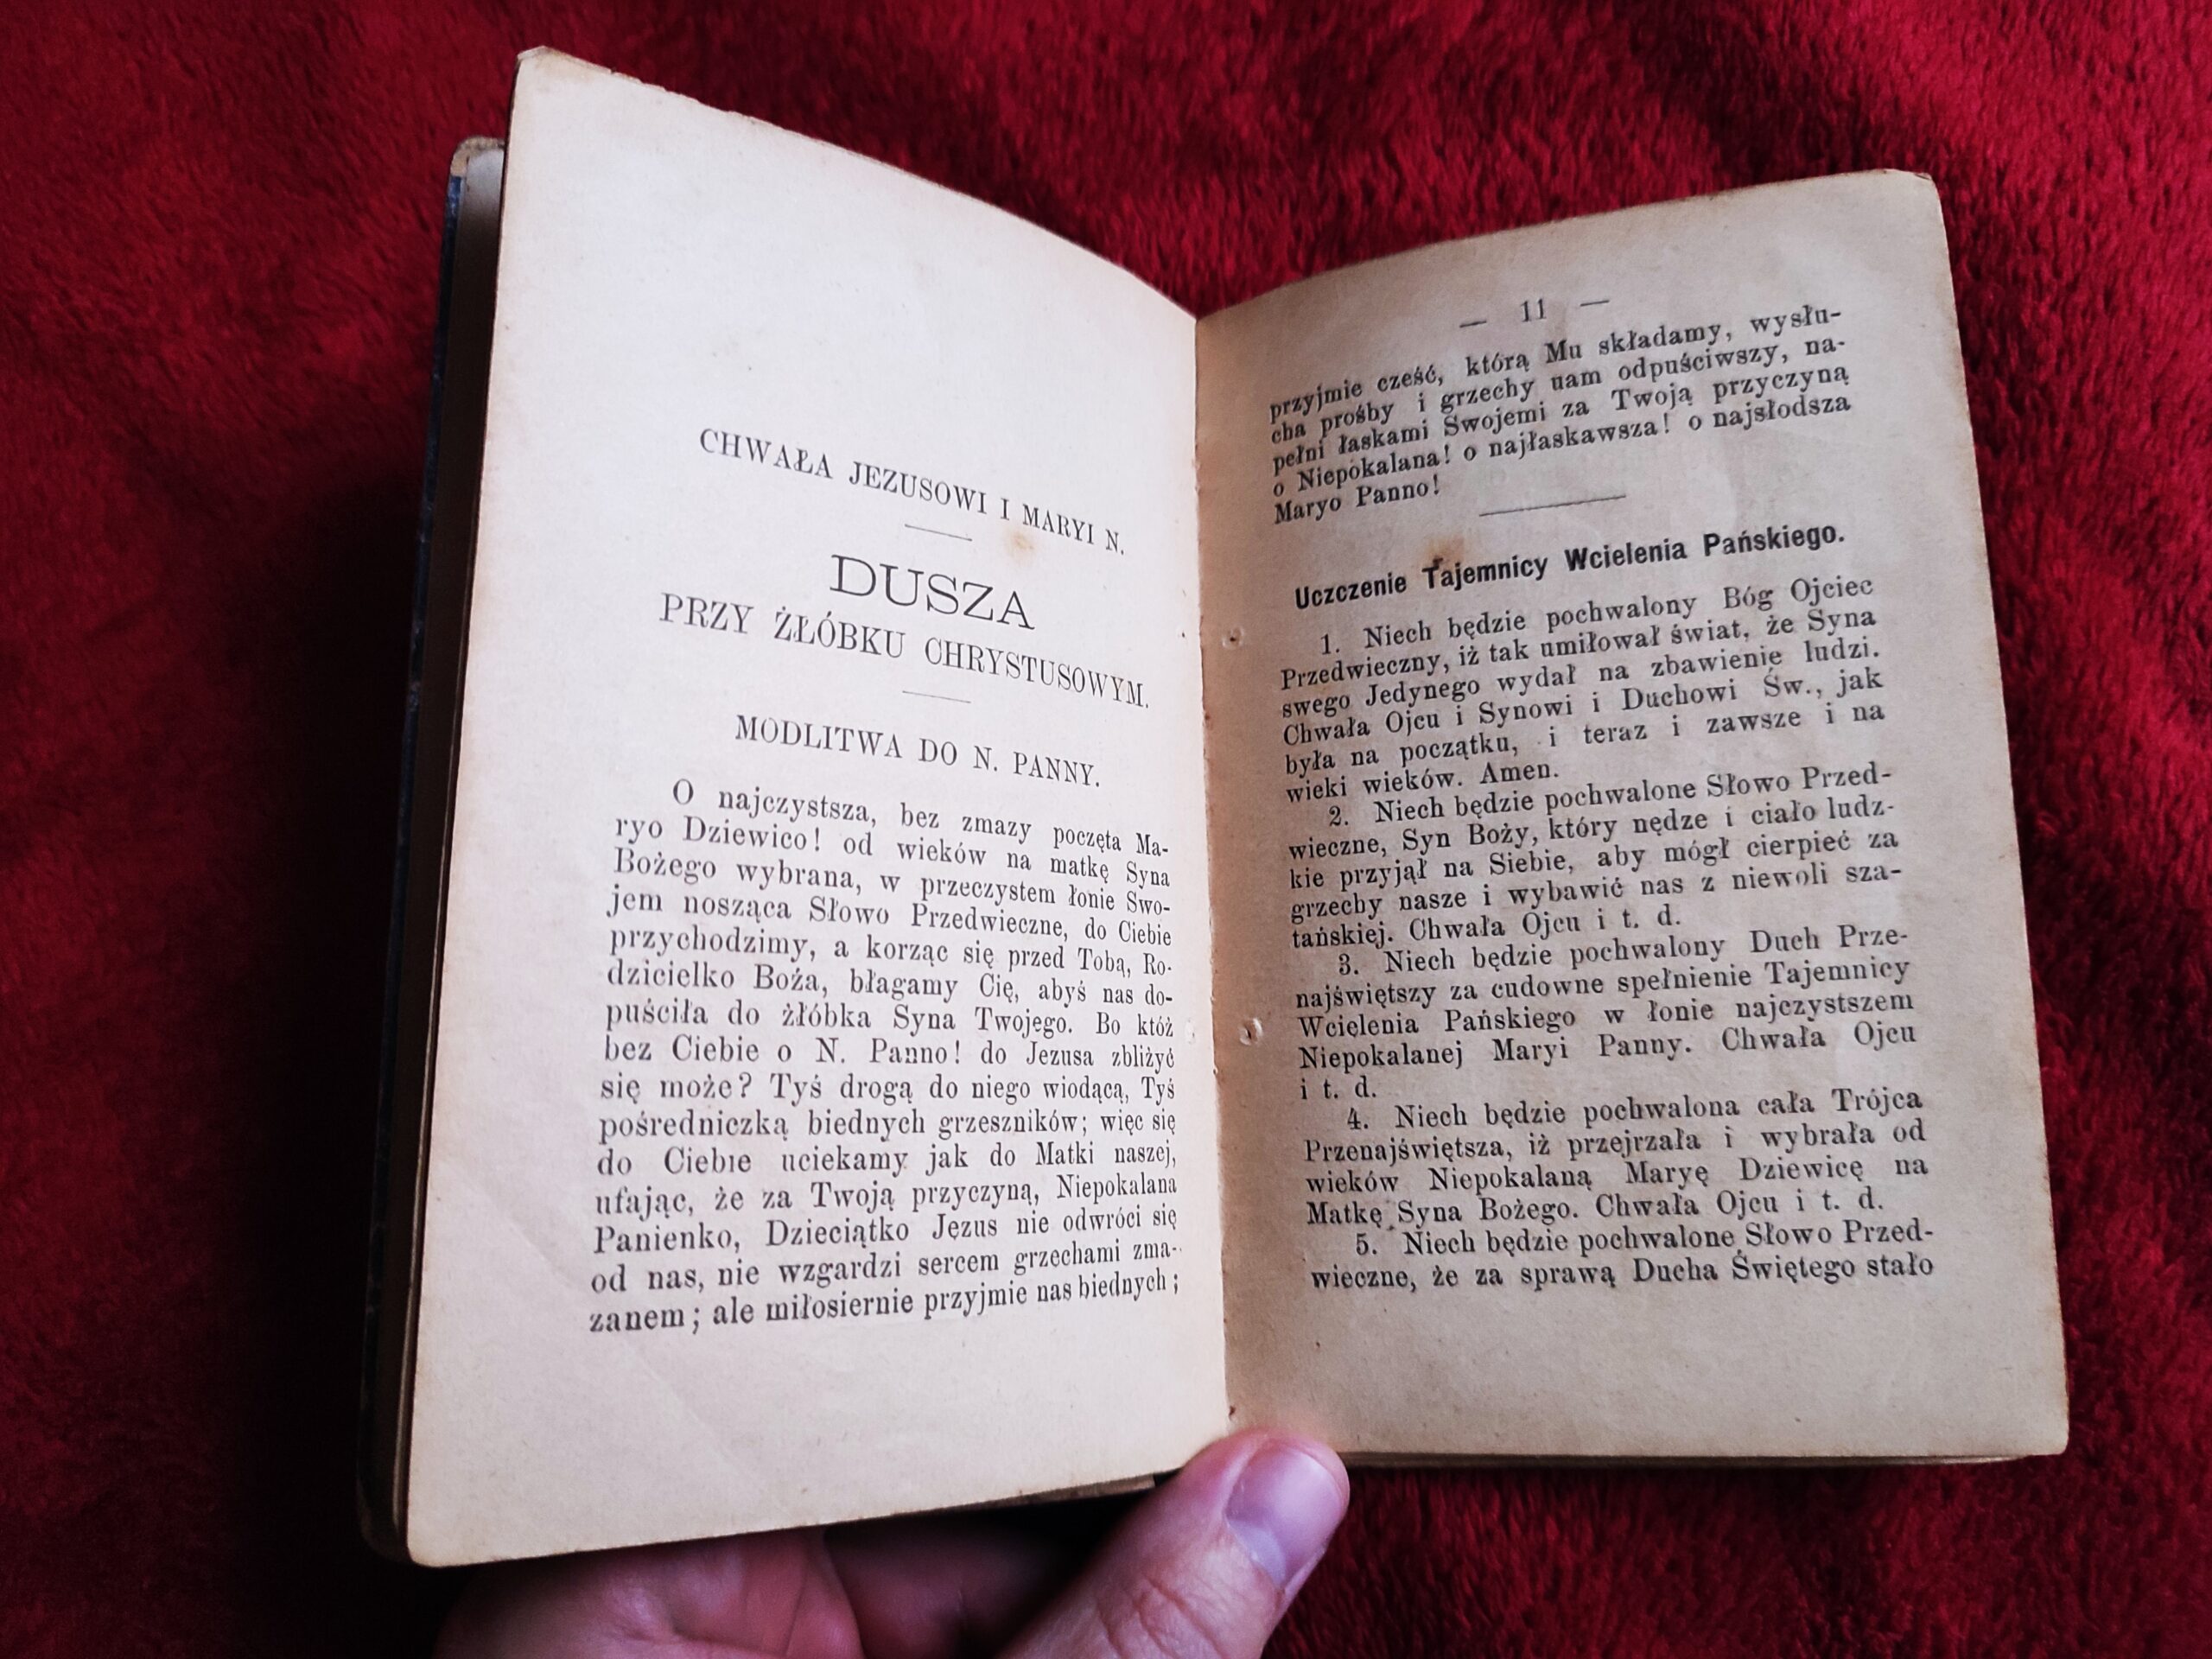 CHWAŁA JEZUSOWI I MARYI N.
DUSZA
PRZY ŻŁÓBKU CHRYSTUSOWYM.
MODLITWA DO N. PANNY.
O najczystsza, bez zmazy poczęta Ma-
ryo Dziewico! od wieków na matkę Syna
Bożego wybrana, w przeczystem łonie Swo-
jem nosząca Słowo Przedwieczne, do Ciebie
przychodzimy, a korząc się przed Tobą, Ro-
dzicielko Boża, błagamy Cię, abyś nas do-
puściła do żłóbka Syna Twojego. Bo któż
bez Ciebie o N. Panno! do Jezusa zbliżyć
się może? Tyś drogą do niego wiodącą, Tyś
pośredniczką biednych grzeszników; więc się
do Ciebie uciekamy jak do Matki naszej,
ufając, że za Twoją przyczyną, Niepokalana
Panienko, Dzieciątko Jezus nie odwróci się
od nas, nie wzgardzi sercem grzechami zma-
zanem; ale miłosiernie przyjmie nas biednych;
— 11 —
przyjmie cześć, którą Mu składamy, wysłu-
cha prośby i grzechy nam odpuściwszy, na-
pełni łaskami Swojemi za Twoją przyczyną
o Niepokalana! o najłaskawsza! o najsłodsza
Maryo Panno!
Uczczenie Tajemnicy Wcielenia Pańskiego.
1. Niech będzie pochwalony Bóg Ojciec
Przedwieczny, iż tak umiłował świat, że Syna
swego Jedynego wydał na zbawienie ludzi.
Chwała Ojcu i Synowi i Duchowi Św., jak
była na początku, i teraz i zawsze i na
wieki wieków. Amen.
2. Niech będzie pochwalone Słowo Przed-
wieczne, Syn Boży, który nędze i ciało ludz-
kie przyjął na Siebie, aby mógł cierpieć za
grzechy nasze i wybawić nas z niewoli sza-
tańskiej. Chwała Ojcu i t. d.
3. Niech będzie pochwalony Duch Prze-
najświętszy za cudowne spełnienie Tajemnicy
Wcielenia Pańskiego w łonie najczystszem
Niepokalanej Maryi Panny. Chwała Ojcu
i t. d.
4. Niech będzie pochwalona cała Trójca
Przenajświętsza, iż przejrzała i wybrała od
wieków Niepokalaną Maryę Dziewicę na
Matkę Syna Bożego. Chwała Ojcu i t. d.
5. Niech będzie pochwalone Słowo Przed-
wieczne, że za sprawą Ducha Świętego stało